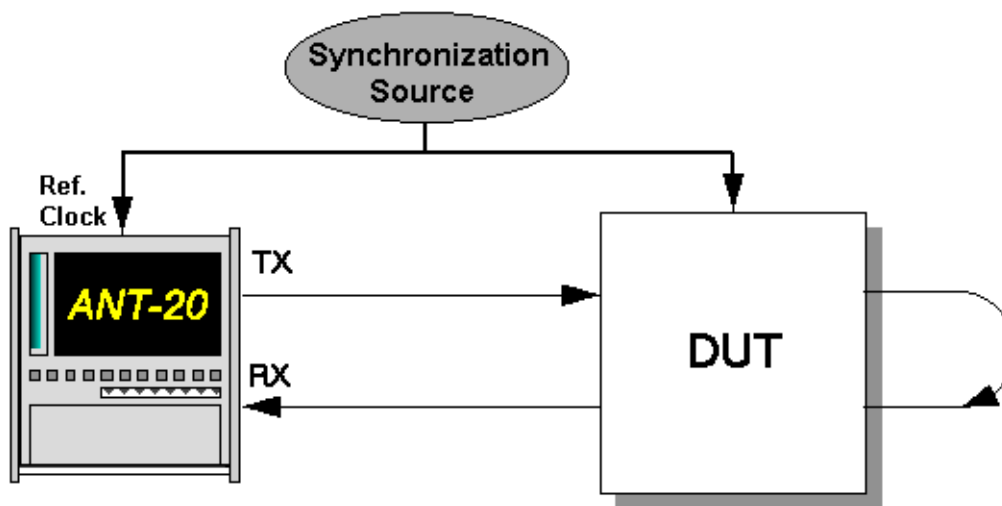 Synchronization
Source
Ref.
Clock
ANT-20
TX
RX
DUT